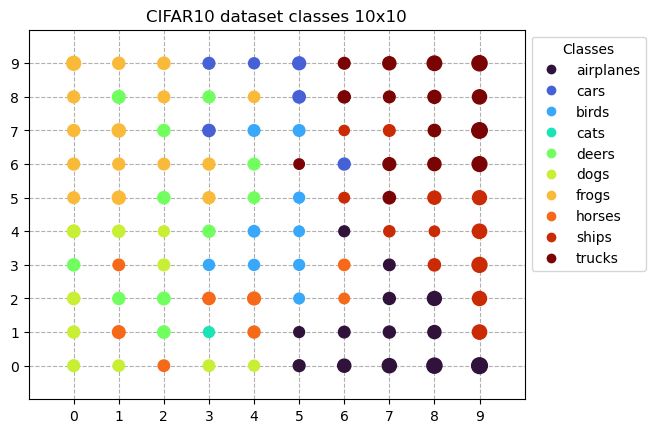 CIFAR10 dataset classes 10x10
9
8
7
6
5
4
3
2
1
0
0 1 2 3 4 5 6 7 8 9
Classes
airplanes
cars
birds
cats
deers
dogs
frogs
horses
ships
trucks